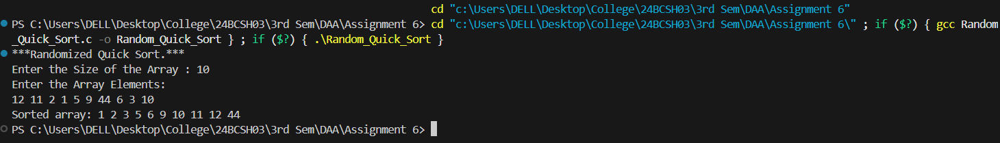 cd "c:\Users\DELL\Desktop\College\24BCSH03\3rd Sem\DAA\Assignment 6"
PS C:\Users\DELL\Desktop\College\24BCSH03\3rd Sem\DAA\Assignment 6> cd "c:\Users\DELL\Desktop\College\24BCSH03\3rd Sem\DAA\Assignment 6\" ; if ($?) { gcc Random
_Quick_Sort.c -o Random_Quick_Sort } ; if ($?) { .\Random_Quick_Sort }
***Randomized Quick Sort.***
Enter the Size of the Array : 10
Enter the Array Elements:
12 11 2 1 5 9 44 6 3 10
Sorted array: 1 2 3 5 6 9 10 11 12 44
PS C:\Users\DELL\Desktop\College\24BCSH03\3rd Sem\DAA\Assignment 6>